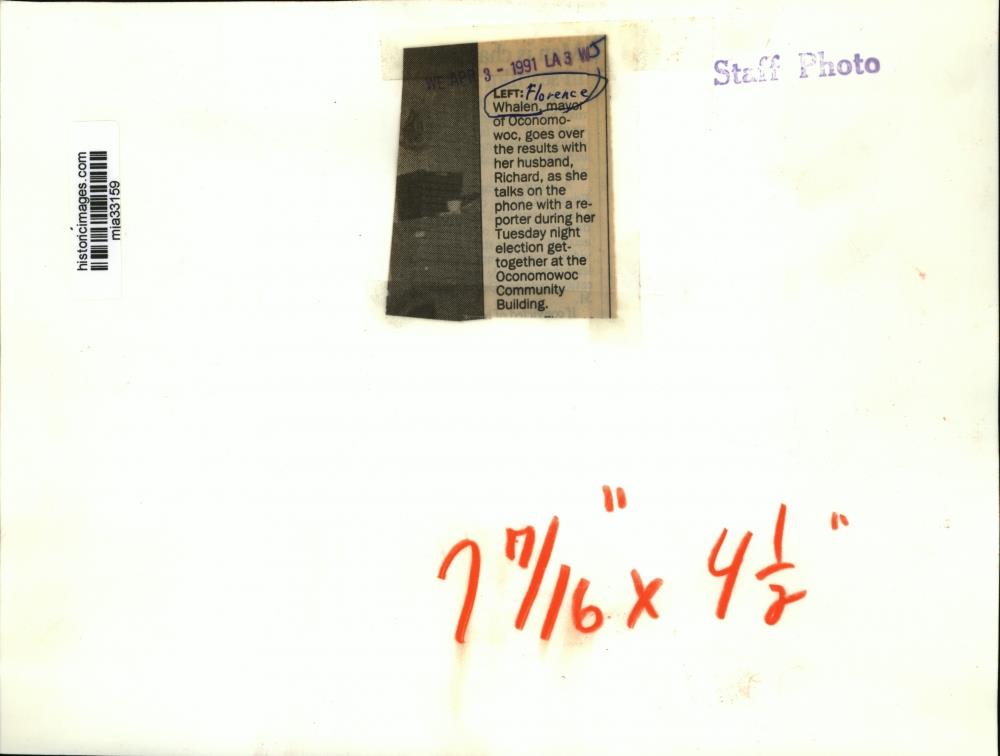 WE APR 3 - 1991 LA 3 WJ
Staff Photo
LEFT: Florence
Whalen, mayor
of Oconomo-
woc, goes over
the results with
her husband,
Richard, as she
talks on the
phone with a re-
porter during her
Tuesday night
election get-
together at the
Oconomowoc
Community
Building.
historicimages.com
mia33159
7 7/16 " x 4 1/2 "